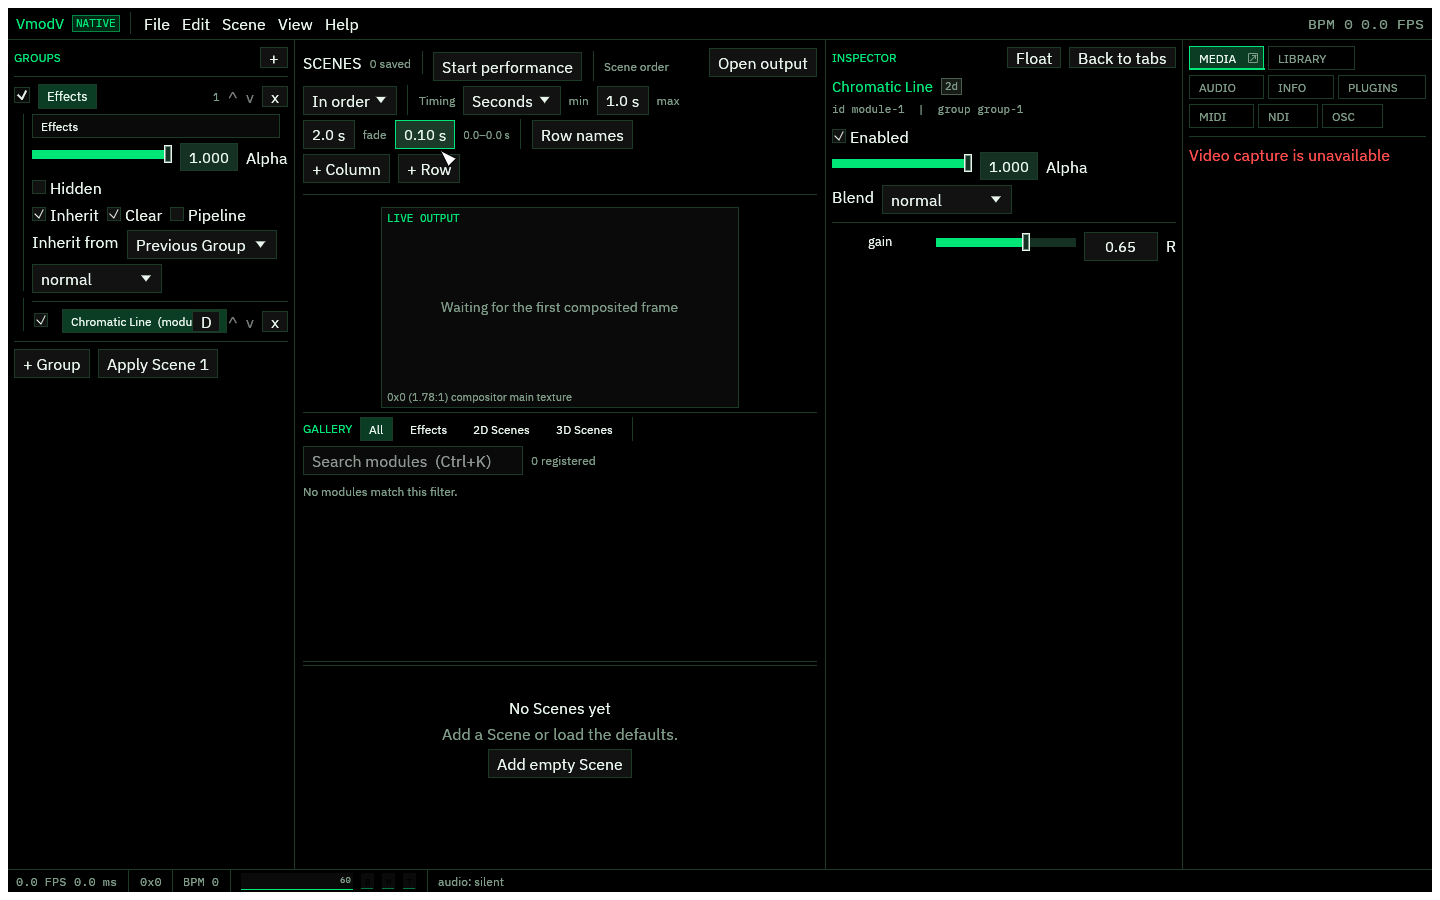 VmodV NATIVE File Edit Scene View Help BPM 0 0.0 FPS
GROUPS +
Effects 1 ^ v x
Effects
1.000 Alpha
Hidden
Inherit Clear Pipeline
Inherit from Previous Group
normal
Chromatic Line (modu D ^ v x
+ Group Apply Scene 1
SCENES 0 saved Start performance Scene order Open output
In order Timing Seconds min 1.0 s max
2.0 s fade 0.10 s 0.0–0.0 s Row names
+ Column + Row
LIVE OUTPUT
Waiting for the first composited frame
0x0 (1.78:1) compositor main texture
GALLERY All Effects 2D Scenes 3D Scenes
Search modules (Ctrl+K) 0 registered
No modules match this filter.
No Scenes yet
Add a Scene or load the defaults.
Add empty Scene
INSPECTOR Float Back to tabs
Chromatic Line 2d
id module-1 | group group-1
Enabled
1.000 Alpha
Blend normal
gain 0.65 R
MEDIA LIBRARY
AUDIO INFO PLUGINS
MIDI NDI OSC
Video capture is unavailable
0.0 FPS 0.0 ms 0x0 BPM 0 60 audio: silent